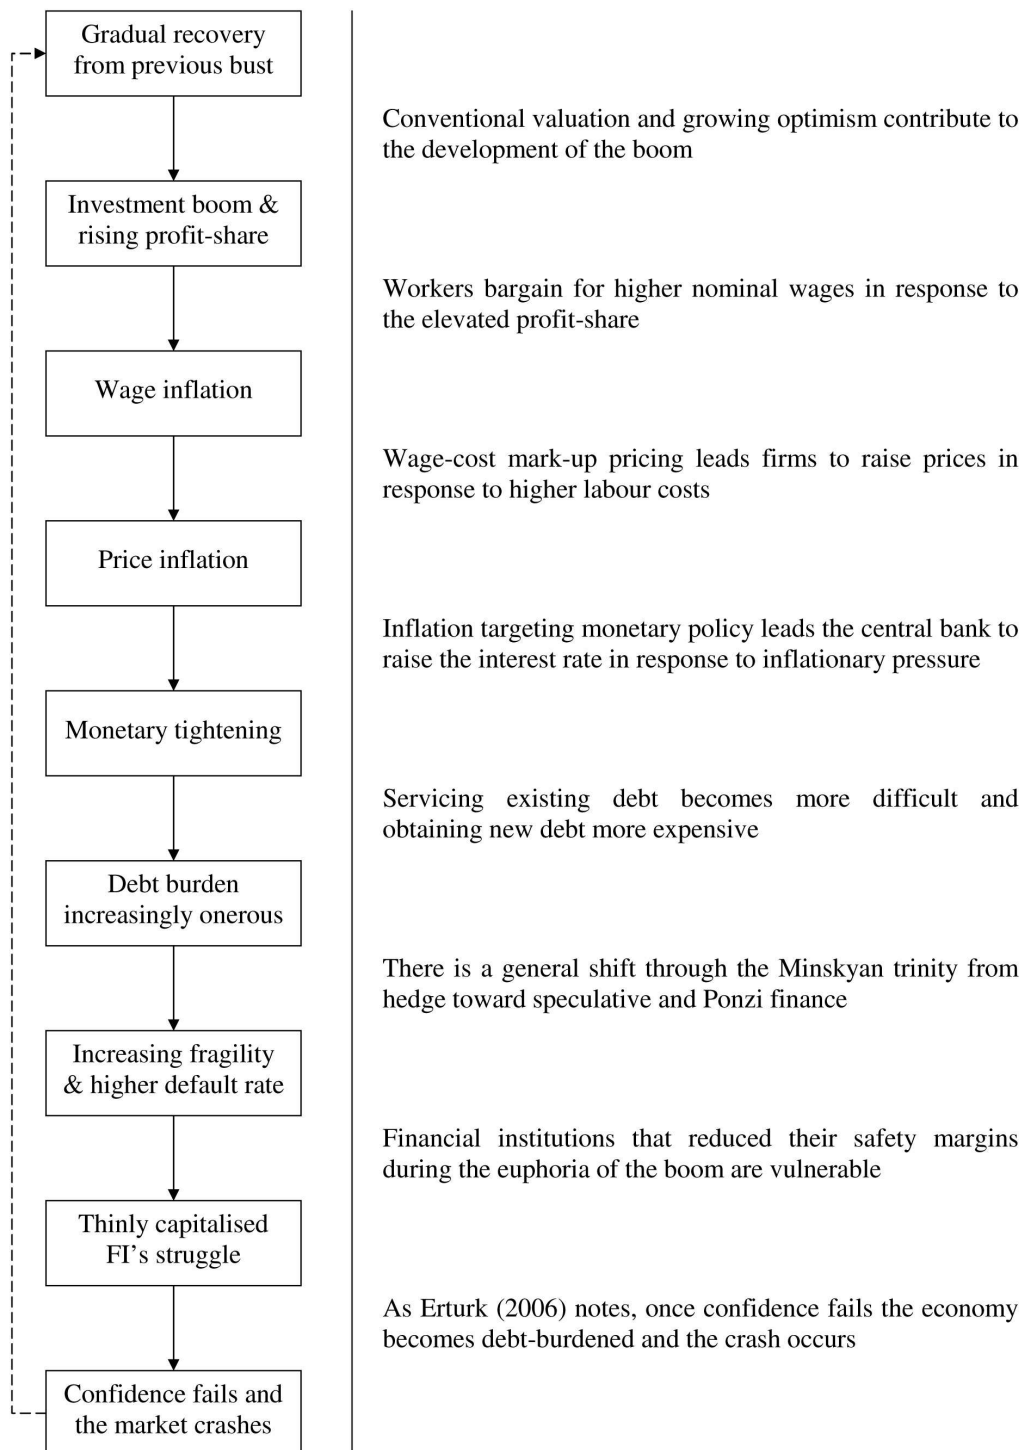 Gradual recovery
from previous bust
Conventional valuation and growing optimism contribute to
the development of the boom
Investment boom &
rising profit-share
Workers bargain for higher nominal wages in response to
the elevated profit-share
Wage inflation
Wage-cost mark-up pricing leads firms to raise prices in
response to higher labour costs
Price inflation
Inflation targeting monetary policy leads the central bank to
raise the interest rate in response to inflationary pressure
Monetary tightening
Servicing existing debt becomes more difficult and
obtaining new debt more expensive
Debt burden
increasingly onerous
There is a general shift through the Minskyan trinity from
hedge toward speculative and Ponzi finance
Increasing fragility
& higher default rate
Financial institutions that reduced their safety margins
during the euphoria of the boom are vulnerable
Thinly capitalised
FI's struggle
As Erturk (2006) notes, once confidence fails the economy
becomes debt-burdened and the crash occurs
Confidence fails and
the market crashes